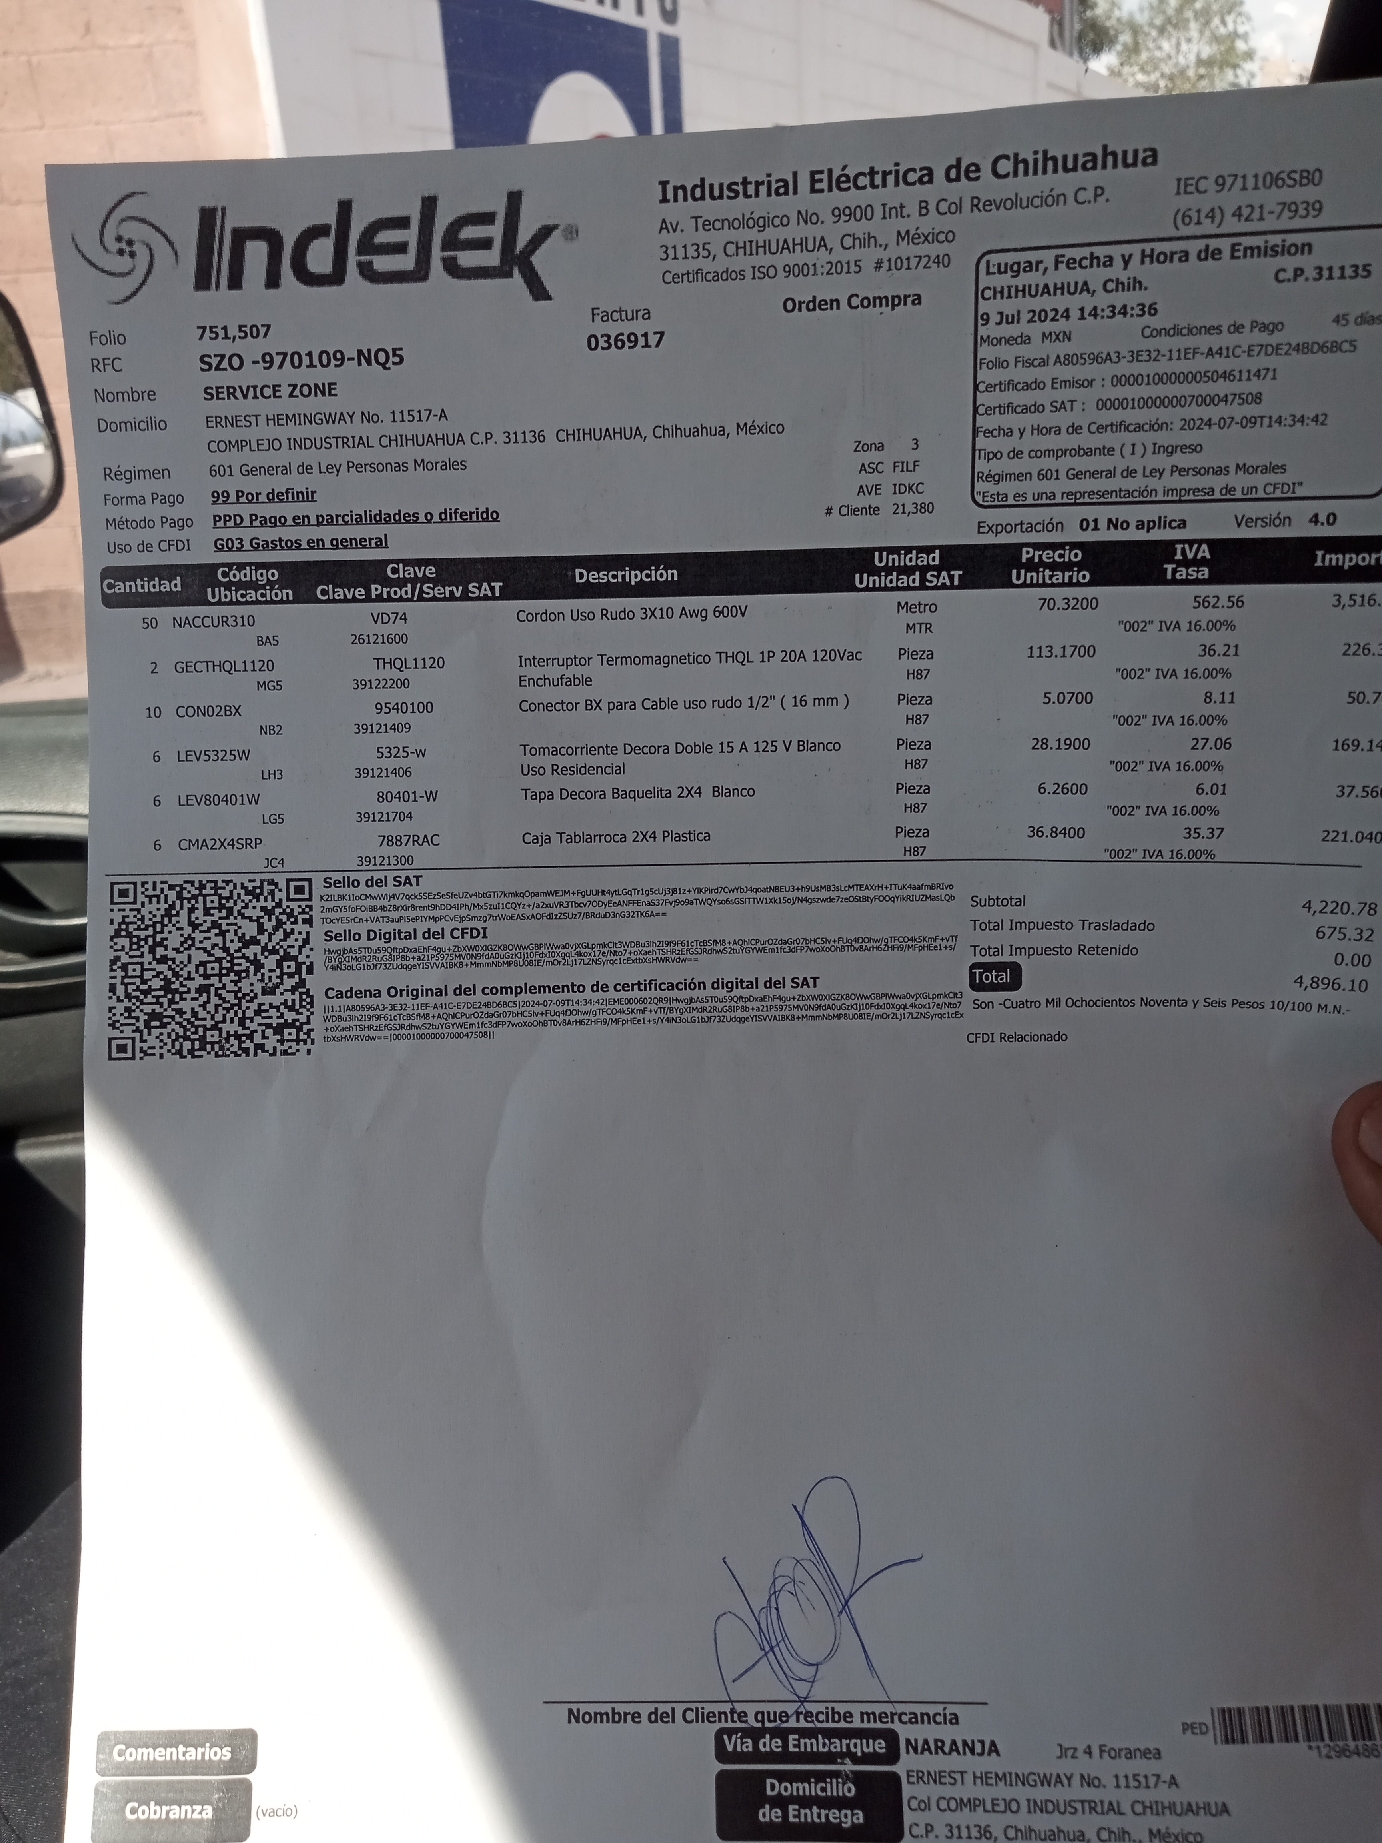 Indelek
Industrial Eléctrica de Chihuahua
Av. Tecnológico No. 9900 Int. B Col Revolución C.P.
31135, CHIHUAHUA, Chih., México
Certificados ISO 9001:2015 #1017240
IEC 971106SB0
(614) 421-7939
Lugar, Fecha y Hora de Emision
CHIHUAHUA, Chih. C.P.31135
9 Jul 2024 14:34:36
Moneda MXN Condiciones de Pago 45 días
Folio Fiscal A80596A3-3E32-11EF-A41C-E7DE24BD6BC5
Certificado Emisor : 00001000000504611471
Certificado SAT : 00001000000700047508
Fecha y Hora de Certificación: 2024-07-09T14:34:42
Tipo de comprobante ( I ) Ingreso
Régimen 601 General de Ley Personas Morales
"Esta es una representación impresa de un CFDI"
Exportación 01 No aplica Versión 4.0
Factura
036917
Orden Compra
Folio 751,507
RFC SZO -970109-NQ5
Nombre SERVICE ZONE
Domicilio ERNEST HEMINGWAY No. 11517-A
COMPLEJO INDUSTRIAL CHIHUAHUA C.P. 31136 CHIHUAHUA, Chihuahua, México
Régimen 601 General de Ley Personas Morales
Forma Pago 99 Por definir
Método Pago PPD Pago en parcialidades o diferido
Uso de CFDI G03 Gastos en general
Zona 3
ASC FILF
AVE IDKC
# Cliente 21,380
Cantidad Código Clave Descripción Unidad Precio IVA
Ubicación Clave Prod/Serv SAT Unidad SAT Unitario Tasa Impor
50 NACCUR310 VD74 Cordon Uso Rudo 3X10 Awg 600V Metro 70.3200 562.56 3,516.
BA5 26121600 MTR "002" IVA 16.00%
2 GECTHQL1120 THQL1120 Interruptor Termomagnetico THQL 1P 20A 120Vac Pieza 113.1700 36.21 226.3
MG5 39122200 Enchufable H87 "002" IVA 16.00%
10 CON02BX 9540100 Conector BX para Cable uso rudo 1/2" ( 16 mm ) Pieza 5.0700 8.11 50.7
NB2 39121409 H87 "002" IVA 16.00%
6 LEV5325W 5325-w Tomacorriente Decora Doble 15 A 125 V Blanco Pieza 28.1900 27.06 169.14
LH3 39121406 Uso Residencial H87 "002" IVA 16.00%
6 LEV80401W 80401-W Tapa Decora Baquelita 2X4 Blanco Pieza 6.2600 6.01 37.56
LG5 39121704 H87 "002" IVA 16.00%
6 CMA2X4SRP 7887RAC Caja Tablarroca 2X4 Plastica Pieza 36.8400 35.37 221.040
JC4 39121300 H87 "002" IVA 16.00%
Sello del SAT
Sello Digital del CFDI
Cadena Original del complemento de certificación digital del SAT
Subtotal 4,220.78
Total Impuesto Trasladado 675.32
Total Impuesto Retenido 0.00
Total 4,896.10
Son -Cuatro Mil Ochocientos Noventa y Seis Pesos 10/100 M.N.-
CFDI Relacionado
Nombre del Cliente que recibe mercancía
Comentarios
Cobranza (vacío)
Vía de Embarque NARANJA Jrz 4 Foranea
PED
*1296486
Domicilio de Entrega
ERNEST HEMINGWAY No. 11517-A
Col COMPLEJO INDUSTRIAL CHIHUAHUA
C.P. 31136, Chihuahua, Chih., México